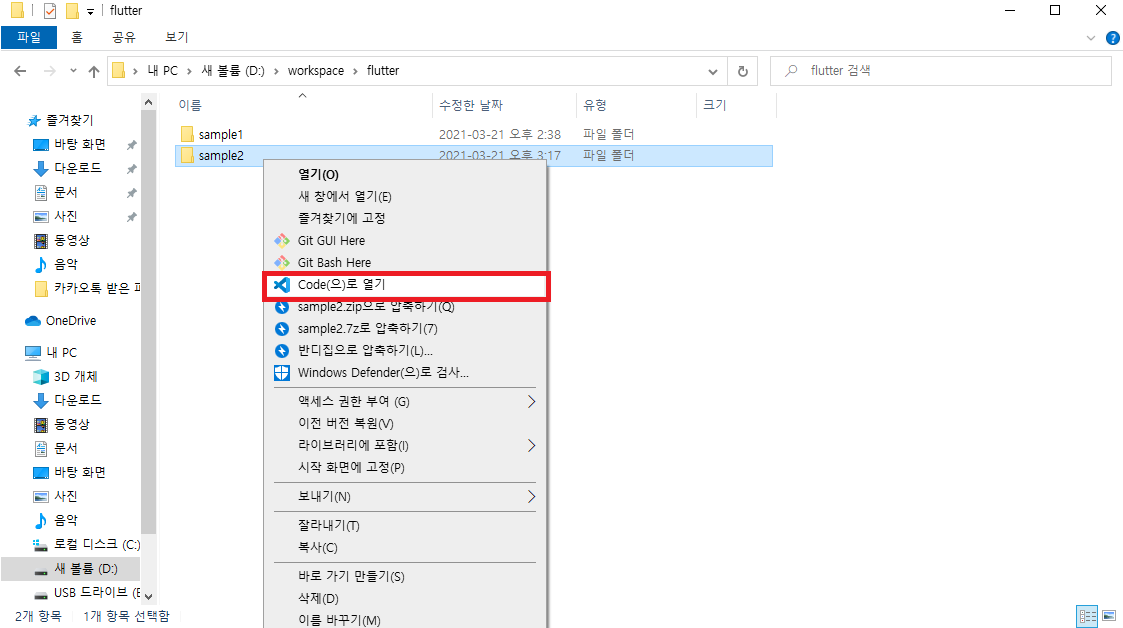 flutter
파일 홈 공유 보기
내 PC > 새 볼륨 (D:) > workspace > flutter
flutter 검색
이름 수정한 날짜 유형 크기
sample1 2021-03-21 오후 2:38 파일 폴더
sample2 2021-03-21 오후 3:17 파일 폴더
즐겨찾기
바탕 화면
다운로드
문서
사진
동영상
음악
카카오톡 받은 파
OneDrive
내 PC
3D 개체
다운로드
동영상
문서
바탕 화면
사진
음악
로컬 디스크 (C:)
새 볼륨 (D:)
USB 드라이브 (E
열기(O)
새 창에서 열기(E)
즐겨찾기에 고정
Git GUI Here
Git Bash Here
Code(으)로 열기
sample2.zip으로 압축하기(Q)
sample2.7z로 압축하기(7)
반디집으로 압축하기(L)...
Windows Defender(으)로 검사...
액세스 권한 부여 (G)
이전 버전 복원(V)
라이브러리에 포함(I)
시작 화면에 고정(P)
보내기(N)
잘라내기(T)
복사(C)
바로 가기 만들기(S)
삭제(D)
이름 바꾸기(M)
2개 항목 1개 항목 선택함